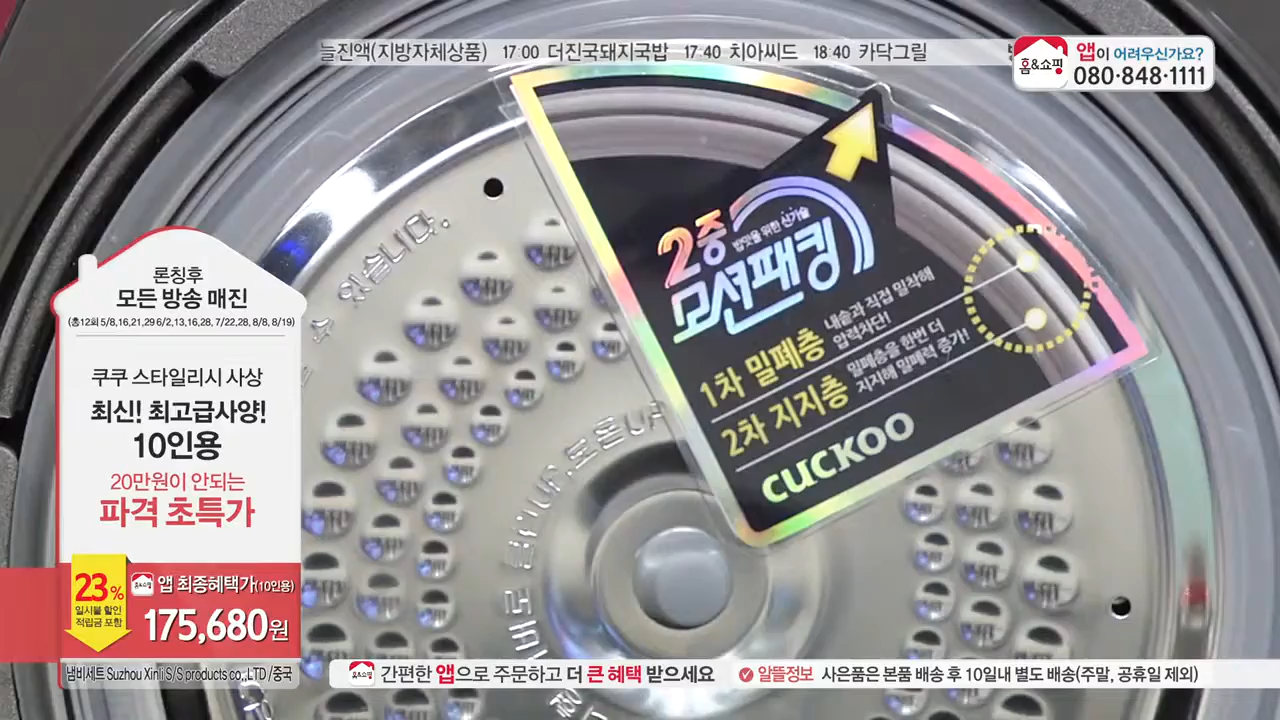 늘진액(지방자체상품) 17:00 더진국돼지국밥 17:40 치아씨드 18:40 카닥그릴
홈&쇼핑
앱이 어려우신가요?
080·848·1111
론칭후
모든 방송 매진
(총12회 5/8,16,21,29 6/2,13,16,28, 7/22,28, 8/8, 8/19)
쿠쿠 스타일리시 사상
최신! 최고급사양!
10인용
20만원이 안되는
파격 초특가
23%
일시불 할인
적립금 포함
홈&쇼핑 앱 최종혜택가(10인용)
175,680원
냄비세트 Suzhou Xinli S/S products co., LTD /중국
있습니다.
밥맛을 위한 신기술
2중
모션패킹
1차 밀폐층 내솥과 직접 밀착해
압력차단!
2차 지지층 밀폐층을 한번 더
지지해 밀폐력 증가!
CUCKOO
홈&쇼핑 간편한 앱으로 주문하고 더 큰 혜택 받으세요
알뜰정보 사은품은 본품 배송 후 10일내 별도 배송(주말, 공휴일 제외)